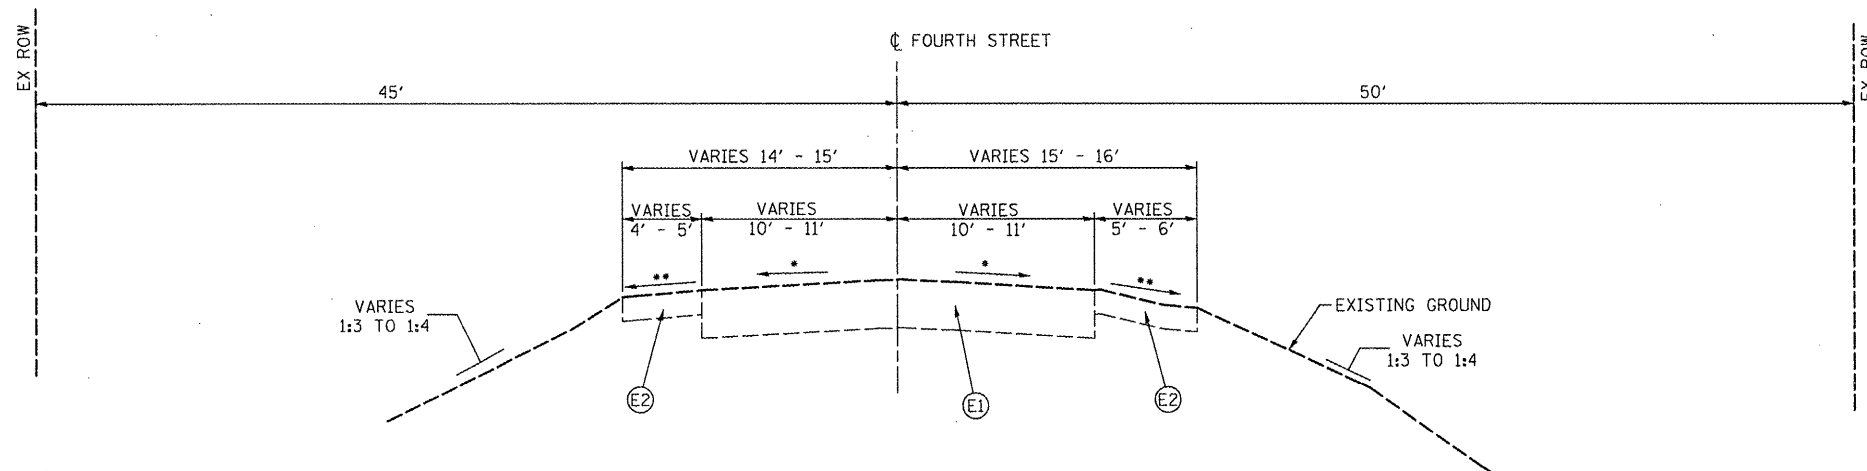 EX ROW
℄ FOURTH STREET
EX ROW
45'
50'
VARIES 14' - 15'
VARIES 15' - 16'
VARIES
4' - 5'
VARIES
10' - 11'
VARIES
10' - 11'
VARIES
5' - 6'
**
*
*
**
VARIES
1:3 TO 1:4
EXISTING GROUND
VARIES
1:3 TO 1:4
E2
E1
E2